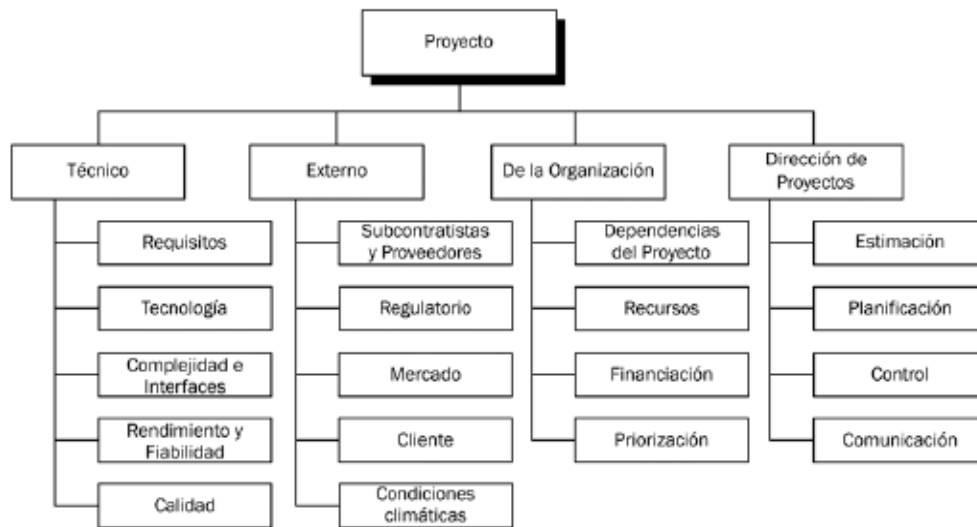 Proyecto
Técnico
Externo
De la Organización
Dirección de
Proyectos
Requisitos
Subcontratistas
y Proveedores
Dependencias
del Proyecto
Estimación
Tecnología
Regulatorio
Recursos
Planificación
Complejidad e
Interfaces
Mercado
Financiación
Control
Rendimiento y
Fiabilidad
Cliente
Priorización
Comunicación
Calidad
Condiciones
climáticas